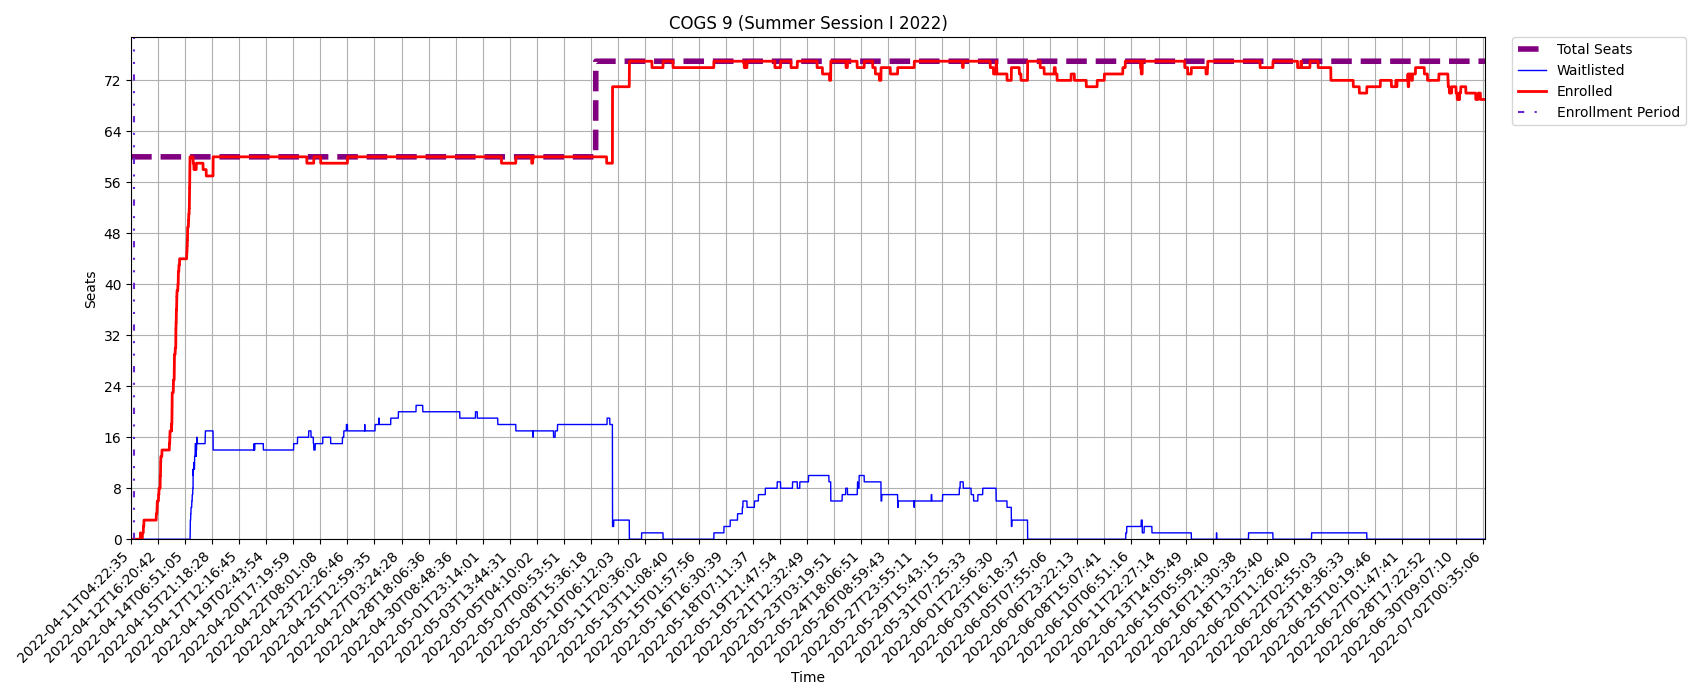 COGS 9 (Summer Session I 2022)
Total Seats
Waitlisted
Enrolled
Enrollment Period
Seats
72
64
56
48
40
32
24
16
8
0
2022-04-11T04:22:35
2022-04-12T16:20:42
2022-04-14T06:51:05
2022-04-15T21:18:28
2022-04-17T12:16:45
2022-04-19T02:43:54
2022-04-20T17:19:59
2022-04-22T08:01:08
2022-04-23T22:26:46
2022-04-25T12:59:35
2022-04-27T03:24:28
2022-04-28T18:06:36
2022-04-30T08:48:36
2022-05-01T23:14:01
2022-05-03T13:44:31
2022-05-05T04:10:02
2022-05-07T00:53:51
2022-05-08T15:36:18
2022-05-10T06:12:03
2022-05-11T20:36:02
2022-05-13T11:08:40
2022-05-15T01:57:56
2022-05-16T16:30:39
2022-05-18T07:11:37
2022-05-19T21:47:54
2022-05-21T12:32:49
2022-05-23T03:19:51
2022-05-24T18:06:51
2022-05-26T08:59:43
2022-05-27T23:55:11
2022-05-29T15:43:15
2022-05-31T07:25:33
2022-06-01T22:56:30
2022-06-03T16:18:37
2022-06-05T07:55:06
2022-06-06T23:22:13
2022-06-08T15:07:41
2022-06-10T06:51:16
2022-06-11T22:27:14
2022-06-13T14:05:49
2022-06-15T05:59:40
2022-06-16T21:30:38
2022-06-18T13:25:40
2022-06-20T11:26:40
2022-06-22T02:55:03
2022-06-23T18:36:33
2022-06-25T10:19:46
2022-06-27T01:47:41
2022-06-28T17:22:52
2022-06-30T09:07:10
2022-07-02T00:35:06
Time